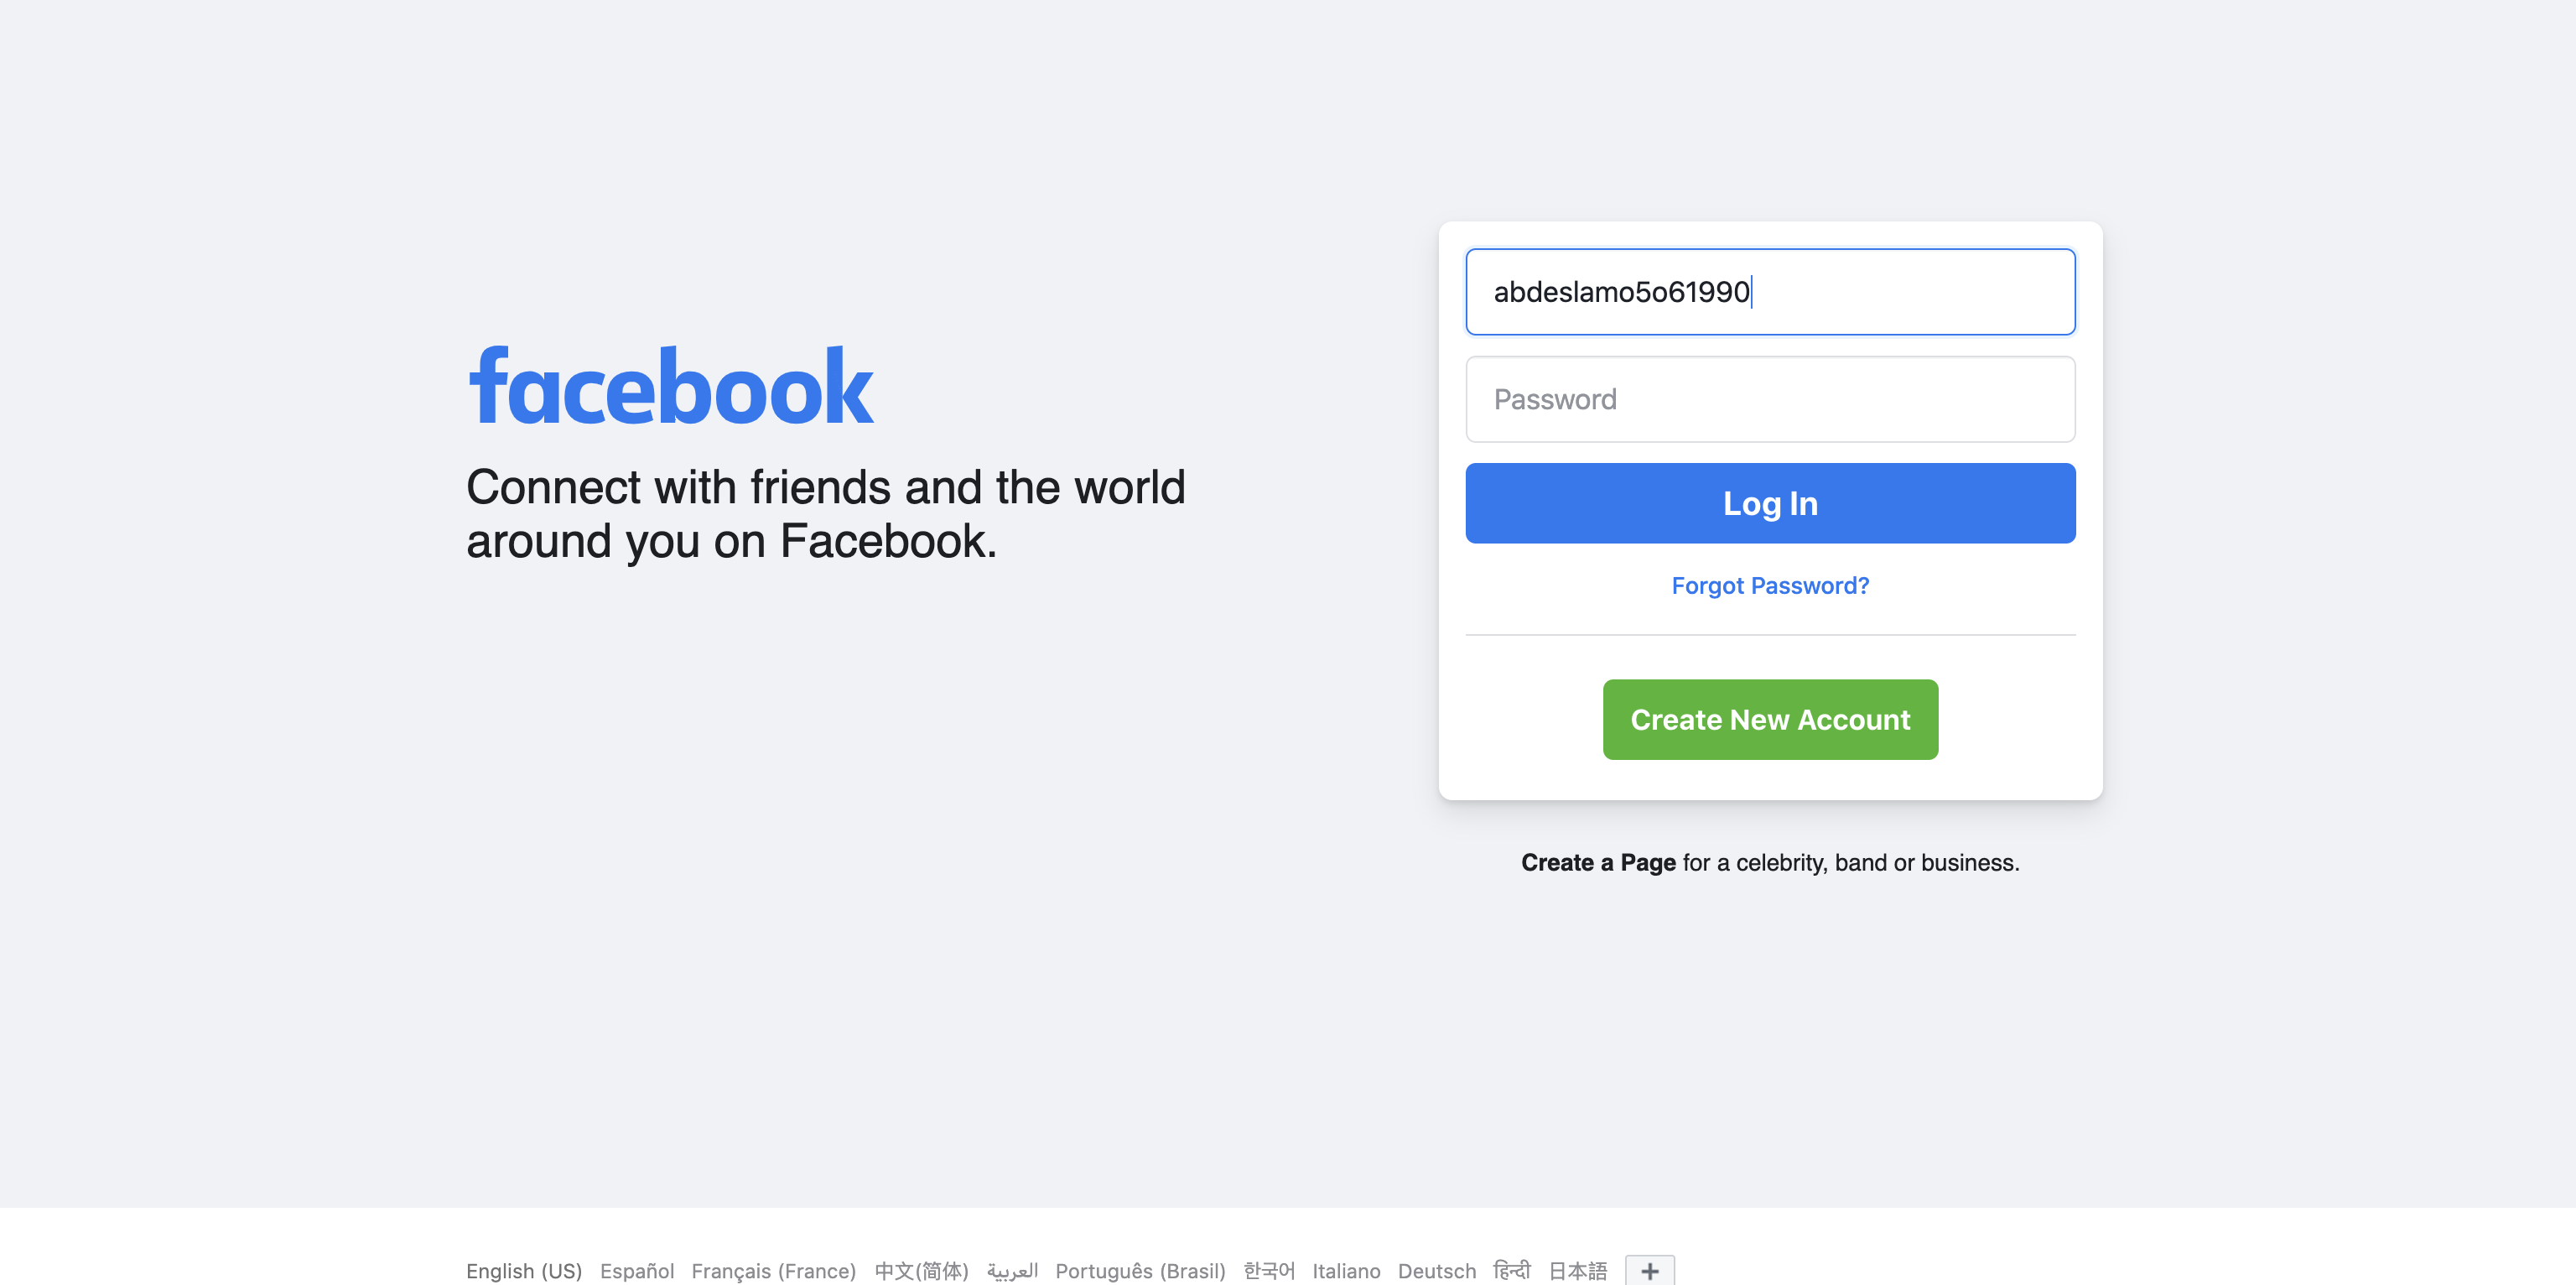 facebook
Connect with friends and the world
around you on Facebook.
abdeslamo5o61990
Password
Log In
Forgot Password?
Create New Account
Create a Page for a celebrity, band or business.
English (US) Español Français (France) 中文(简体) العربية Português (Brasil) 한국어 Italiano Deutsch हिन्दी 日本語 +